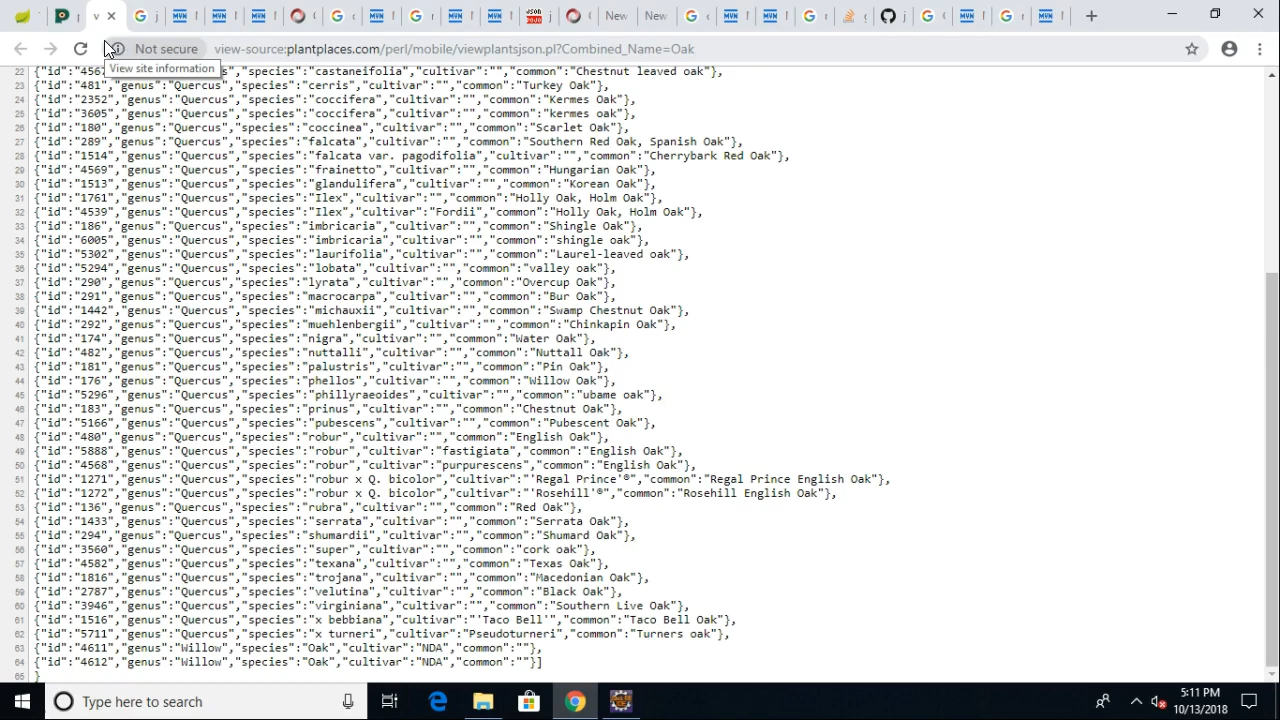 Not secure view-source:plantplaces.com/perl/mobile/viewplantsjson.pl?Combined_Name=Oak
View site information
22 {"id":"4567","genus":"Quercus","species":"castaneifolia","cultivar":"","common":"Chestnut leaved oak"},
23 {"id":"481","genus":"Quercus","species":"cerris","cultivar":"","common":"Turkey Oak"},
24 {"id":"2352","genus":"Quercus","species":"coccifera","cultivar":"","common":"Kermes Oak"},
25 {"id":"3605","genus":"Quercus","species":"coccifera","cultivar":"","common":"kermes oak"},
26 {"id":"180","genus":"Quercus","species":"coccinea","cultivar":"","common":"Scarlet Oak"},
27 {"id":"289","genus":"Quercus","species":"falcata","cultivar":"","common":"Southern Red Oak, Spanish Oak"},
28 {"id":"1514","genus":"Quercus","species":"falcata var. pagodifolia","cultivar":"","common":"Cherrybark Red Oak"},
29 {"id":"4569","genus":"Quercus","species":"frainetto","cultivar":"","common":"Hungarian Oak"},
30 {"id":"1513","genus":"Quercus","species":"glandulifera","cultivar":"","common":"Korean Oak"},
31 {"id":"1761","genus":"Quercus","species":"Ilex","cultivar":"","common":"Holly Oak, Holm Oak"},
32 {"id":"4539","genus":"Quercus","species":"Ilex","cultivar":"Fordii","common":"Holly Oak, Holm Oak"},
33 {"id":"186","genus":"Quercus","species":"imbricaria","cultivar":"","common":"Shingle Oak"},
34 {"id":"6005","genus":"Quercus","species":"imbricaria","cultivar":"","common":"shingle oak"},
35 {"id":"5302","genus":"Quercus","species":"laurifolia","cultivar":"","common":"Laurel-leaved oak"},
36 {"id":"5294","genus":"Quercus","species":"lobata","cultivar":"","common":"valley oak"},
37 {"id":"290","genus":"Quercus","species":"lyrata","cultivar":"","common":"Overcup Oak"},
38 {"id":"291","genus":"Quercus","species":"macrocarpa","cultivar":"","common":"Bur Oak"},
39 {"id":"1442","genus":"Quercus","species":"michauxii","cultivar":"","common":"Swamp Chestnut Oak"},
40 {"id":"292","genus":"Quercus","species":"muehlenbergii","cultivar":"","common":"Chinkapin Oak"},
41 {"id":"174","genus":"Quercus","species":"nigra","cultivar":"","common":"Water Oak"},
42 {"id":"482","genus":"Quercus","species":"nuttalli","cultivar":"","common":"Nuttall Oak"},
43 {"id":"181","genus":"Quercus","species":"palustris","cultivar":"","common":"Pin Oak"},
44 {"id":"176","genus":"Quercus","species":"phellos","cultivar":"","common":"Willow Oak"},
45 {"id":"5296","genus":"Quercus","species":"phillyraeoides","cultivar":"","common":"ubame oak"},
46 {"id":"183","genus":"Quercus","species":"prinus","cultivar":"","common":"Chestnut Oak"},
47 {"id":"5166","genus":"Quercus","species":"pubescens","cultivar":"","common":"Pubescent Oak"},
48 {"id":"480","genus":"Quercus","species":"robur","cultivar":"","common":"English Oak"},
49 {"id":"5888","genus":"Quercus","species":"robur","cultivar":"fastigiata","common":"English Oak"},
50 {"id":"4568","genus":"Quercus","species":"robur","cultivar":"purpurescens","common":"English Oak"},
51 {"id":"1271","genus":"Quercus","species":"robur x Q. bicolor","cultivar":"'Regal Prince'®","common":"Regal Prince English Oak"},
52 {"id":"1272","genus":"Quercus","species":"robur x Q. bicolor","cultivar":"'Rosehill'®","common":"Rosehill English Oak"},
53 {"id":"136","genus":"Quercus","species":"rubra","cultivar":"","common":"Red Oak"},
54 {"id":"1433","genus":"Quercus","species":"serrata","cultivar":"","common":"Serrata Oak"},
55 {"id":"294","genus":"Quercus","species":"shumardii","cultivar":"","common":"Shumard Oak"},
56 {"id":"3560","genus":"Quercus","species":"super","cultivar":"","common":"cork oak"},
57 {"id":"4582","genus":"Quercus","species":"texana","cultivar":"","common":"Texas Oak"},
58 {"id":"1816","genus":"Quercus","species":"trojana","cultivar":"","common":"Macedonian Oak"},
59 {"id":"2787","genus":"Quercus","species":"velutina","cultivar":"","common":"Black Oak"},
60 {"id":"3946","genus":"Quercus","species":"virginiana","cultivar":"","common":"Southern Live Oak"},
61 {"id":"1516","genus":"Quercus","species":"x bebbiana","cultivar":"'Taco Bell'","common":"Taco Bell Oak"},
62 {"id":"5711","genus":"Quercus","species":"x turneri","cultivar":"Pseudoturneri","common":"Turners oak"},
63 {"id":"4611","genus":"Willow","species":"Oak","cultivar":"NDA","common":""},
64 {"id":"4612","genus":"Willow","species":"Oak","cultivar":"NDA","common":""}]
65 }
Type here to search
5:11 PM
10/13/2018